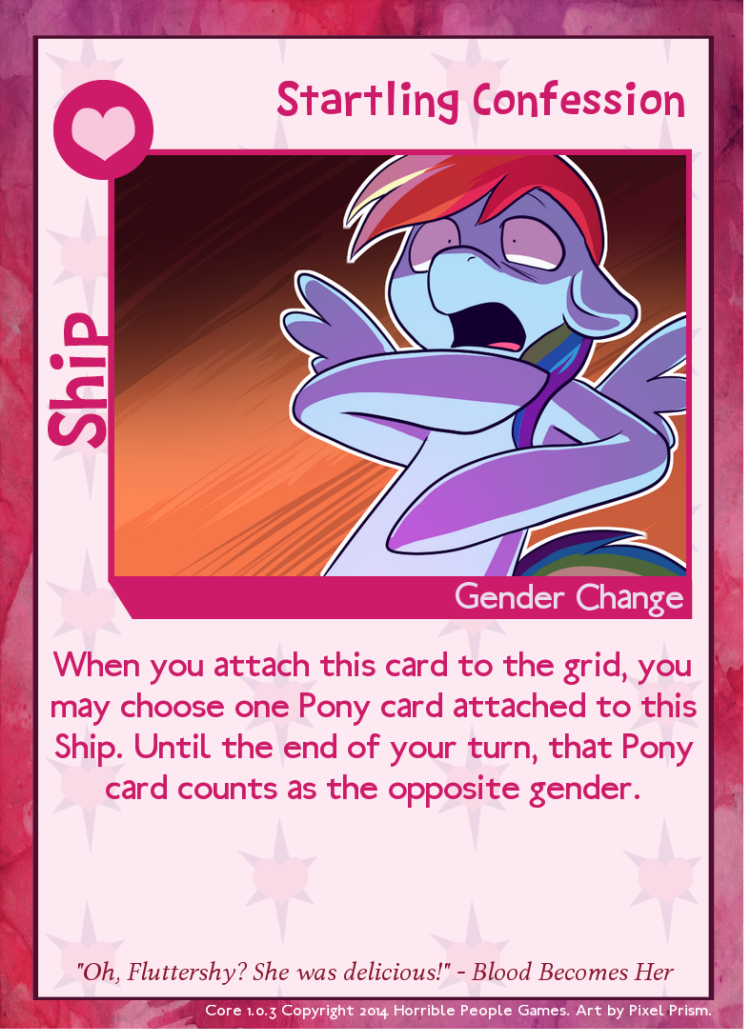 Startling Confession
Ship
Gender Change
When you attach this card to the grid, you
may choose one Pony card attached to this
Ship. Until the end of your turn, that Pony
card counts as the opposite gender.
"Oh, Fluttershy? She was delicious!" - Blood Becomes Her
Core 1.0.3 Copyright 2014 Horrible People Games. Art by Pixel Prism.